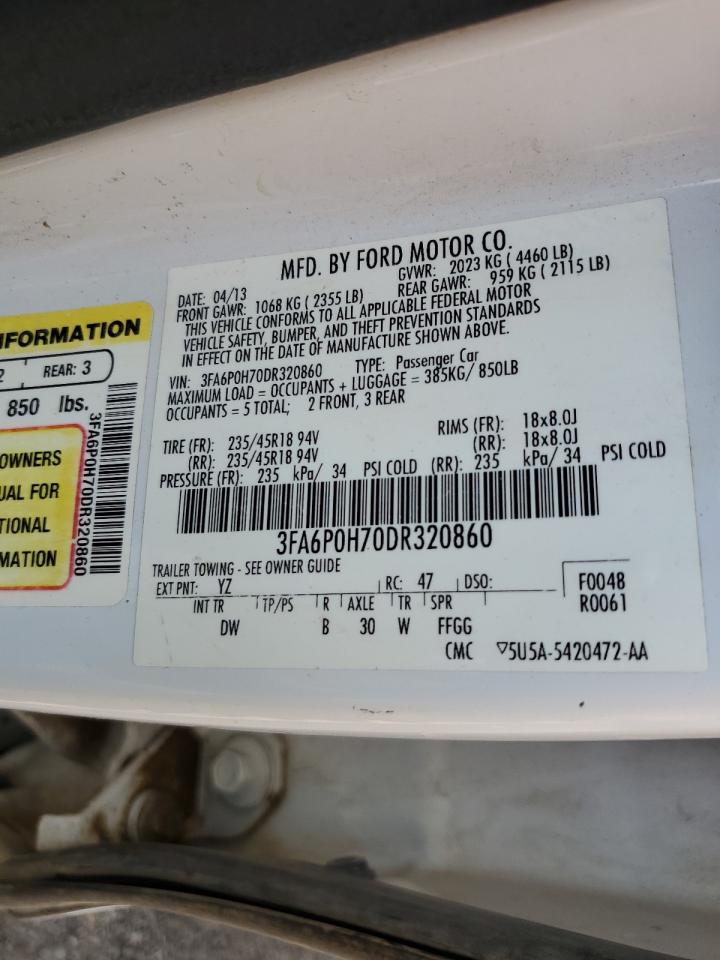 MFD. BY FORD MOTOR CO.
DATE: 04/13 GVWR: 2023 KG ( 4460 LB)
FRONT GAWR: 1068 KG ( 2355 LB) REAR GAWR: 959 KG ( 2115 LB)
THIS VEHICLE CONFORMS TO ALL APPLICABLE FEDERAL MOTOR
VEHICLE SAFETY, BUMPER, AND THEFT PREVENTION STANDARDS
IN EFFECT ON THE DATE OF MANUFACTURE SHOWN ABOVE.
VIN: 3FA6P0H70DR320860 TYPE: Passenger Car
MAXIMUM LOAD = OCCUPANTS + LUGGAGE = 385KG/ 850LB
OCCUPANTS = 5 TOTAL; 2 FRONT, 3 REAR
TIRE (FR): 235/45R18 94V RIMS (FR): 18x8.0J
(RR): 235/45R18 94V (RR): 18x8.0J
PRESSURE (FR): 235 kPa/ 34 PSI COLD (RR): 235 kPa/ 34 PSI COLD
3FA6P0H70DR320860
TRAILER TOWING - SEE OWNER GUIDE
EXT PNT: YZ RC: 47 DSO: F0048
INT TR TP/PS R AXLE TR SPR R0061
DW B 30 W FFGG
CMC ▽5U5A-5420472-AA
NFORMATION
2 REAR: 3
850 lbs.
OWNERS
UAL FOR
TIONAL
RMATION
3FA6P0H70DR320860